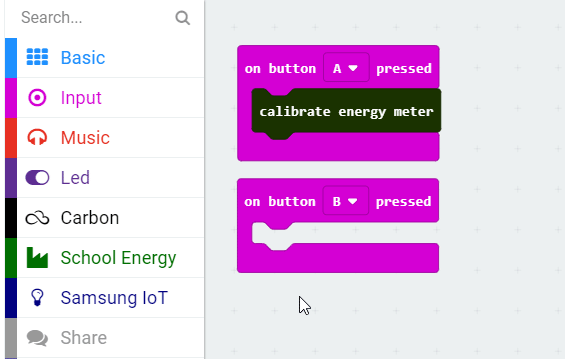 Search...
Basic
Input
Music
Led
Carbon
School Energy
Samsung IoT
Share
on button A pressed
calibrate energy meter
on button B pressed